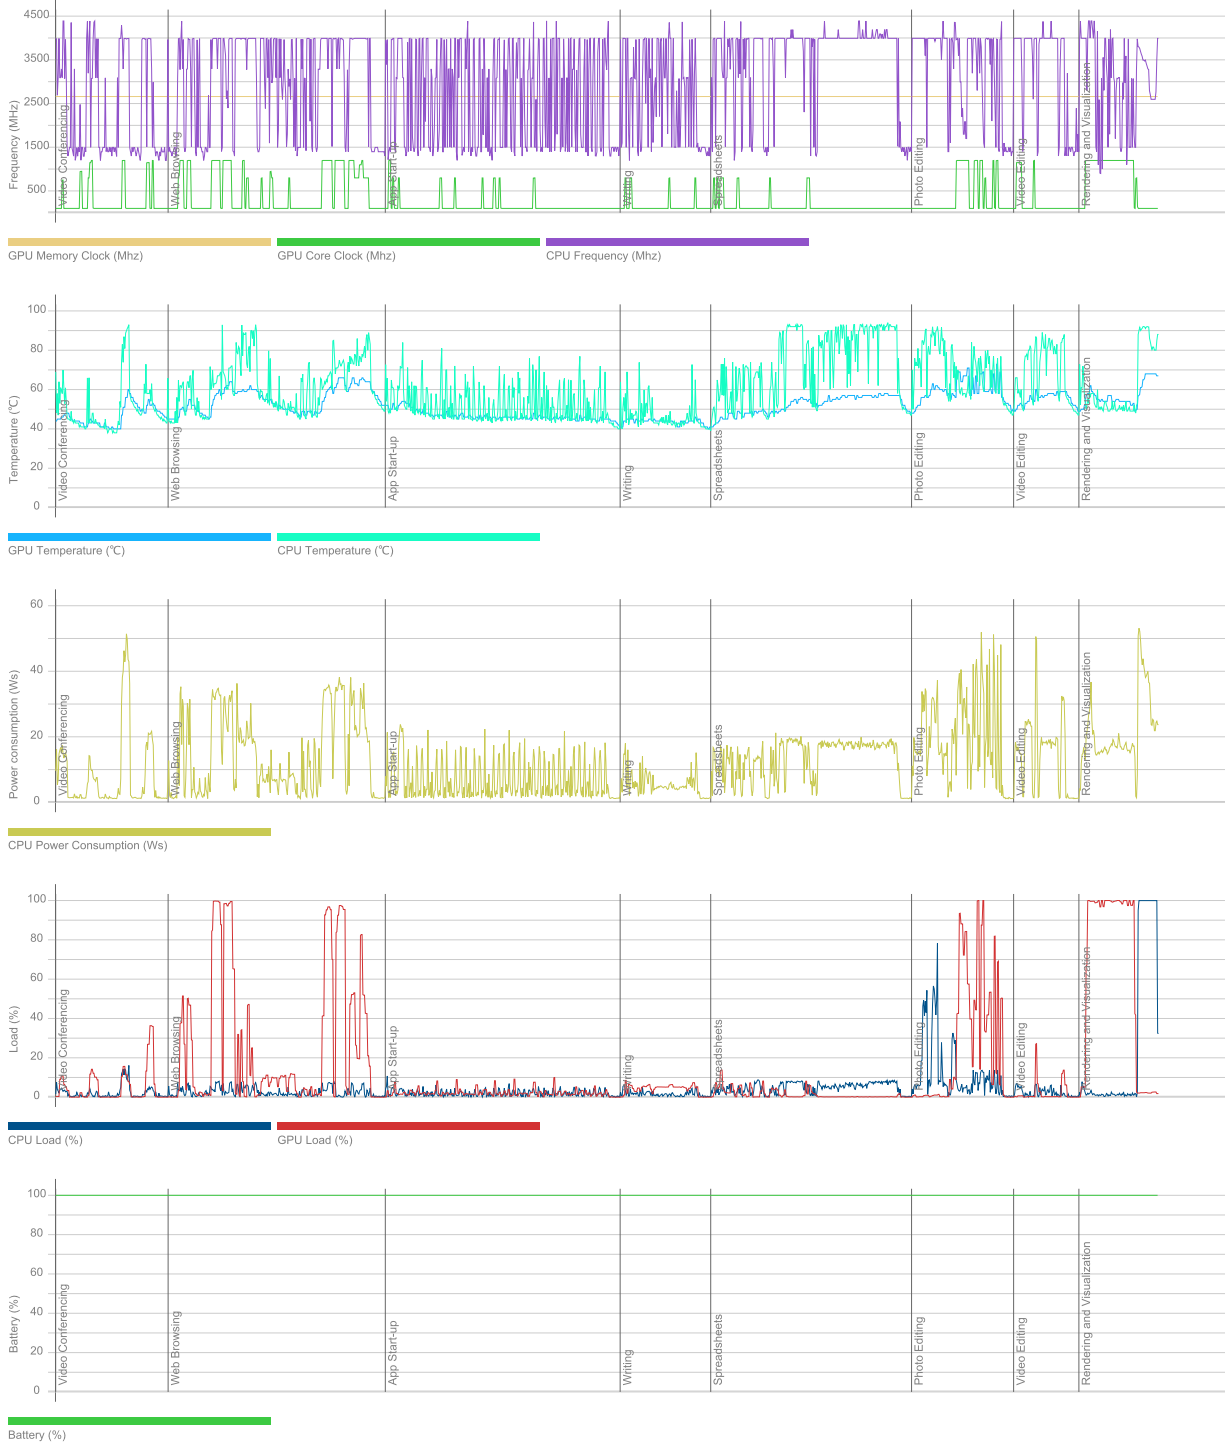 4500
3500
2500
1500
500
Frequency (MHz)
Video Conferencing
Web Browsing
App Start-up
Writing
Spreadsheets
Photo Editing
Video Editing
Rendering and Visualization
GPU Memory Clock (Mhz)
GPU Core Clock (Mhz)
CPU Frequency (Mhz)
100
80
60
40
20
0
Temperature (℃)
Video Conferencing
Web Browsing
App Start-up
Writing
Spreadsheets
Photo Editing
Video Editing
Rendering and Visualization
GPU Temperature (℃)
CPU Temperature (℃)
60
40
20
0
Power consumption (Ws)
Video Conferencing
Web Browsing
App Start-up
Writing
Spreadsheets
Photo Editing
Video Editing
Rendering and Visualization
CPU Power Consumption (Ws)
100
80
60
40
20
0
Load (%)
Video Conferencing
Web Browsing
App Start-up
Writing
Spreadsheets
Photo Editing
Video Editing
Rendering and Visualization
CPU Load (%)
GPU Load (%)
100
80
60
40
20
0
Battery (%)
Video Conferencing
Web Browsing
App Start-up
Writing
Spreadsheets
Photo Editing
Video Editing
Rendering and Visualization
Battery (%)